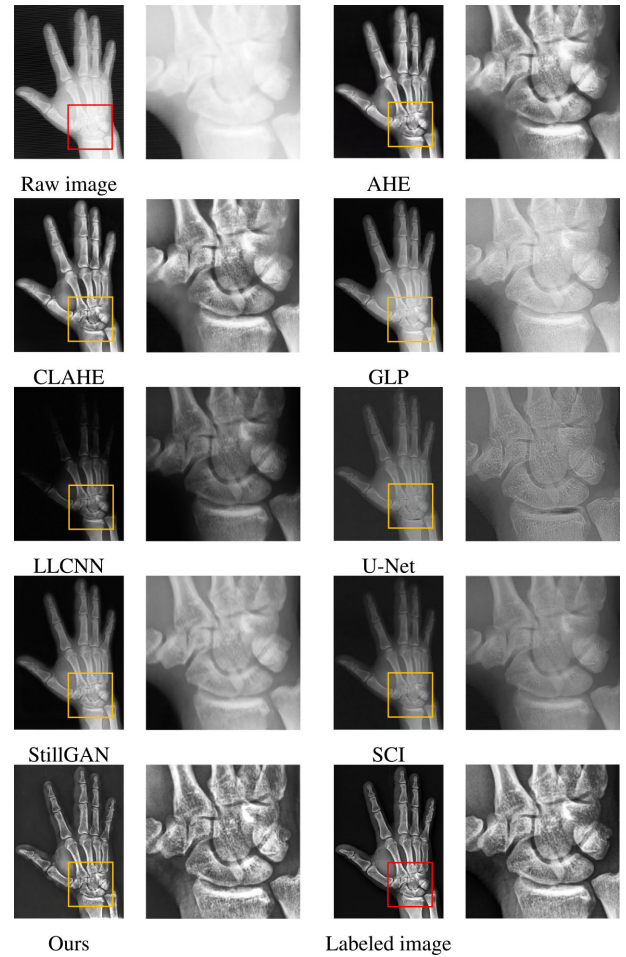 Raw image
AHE
CLAHE
GLP
LLCNN
U-Net
StillGAN
SCI
Ours
Labeled image